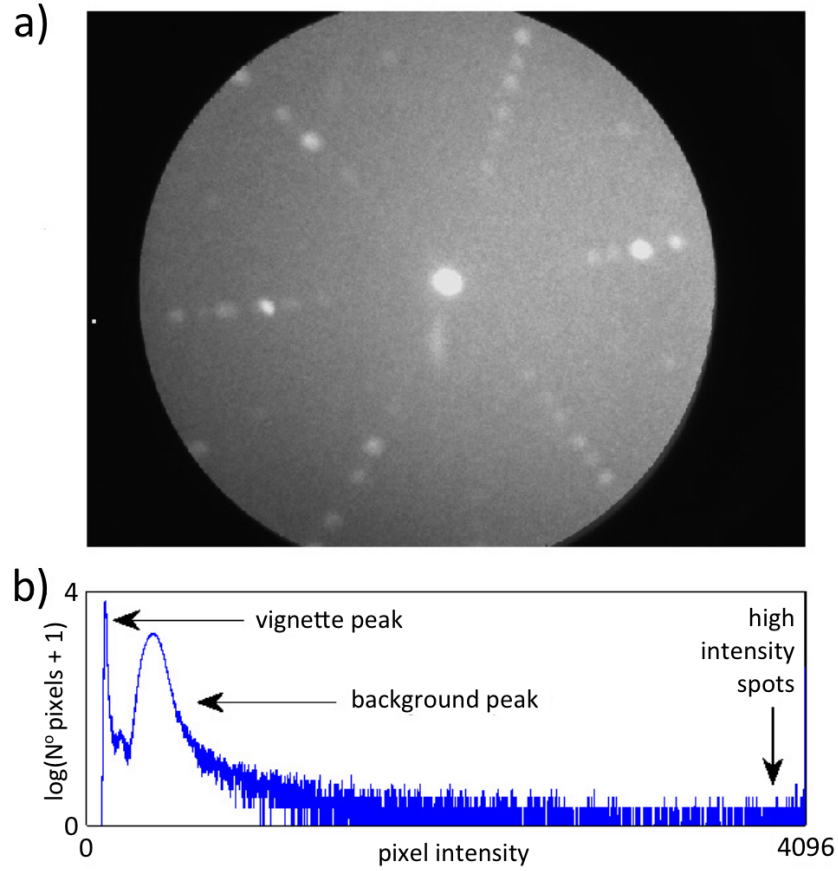 a)
b)
4
log(Nº pixels + 1)
0
vignette peak
background peak
high
intensity
spots
0
pixel intensity
4096